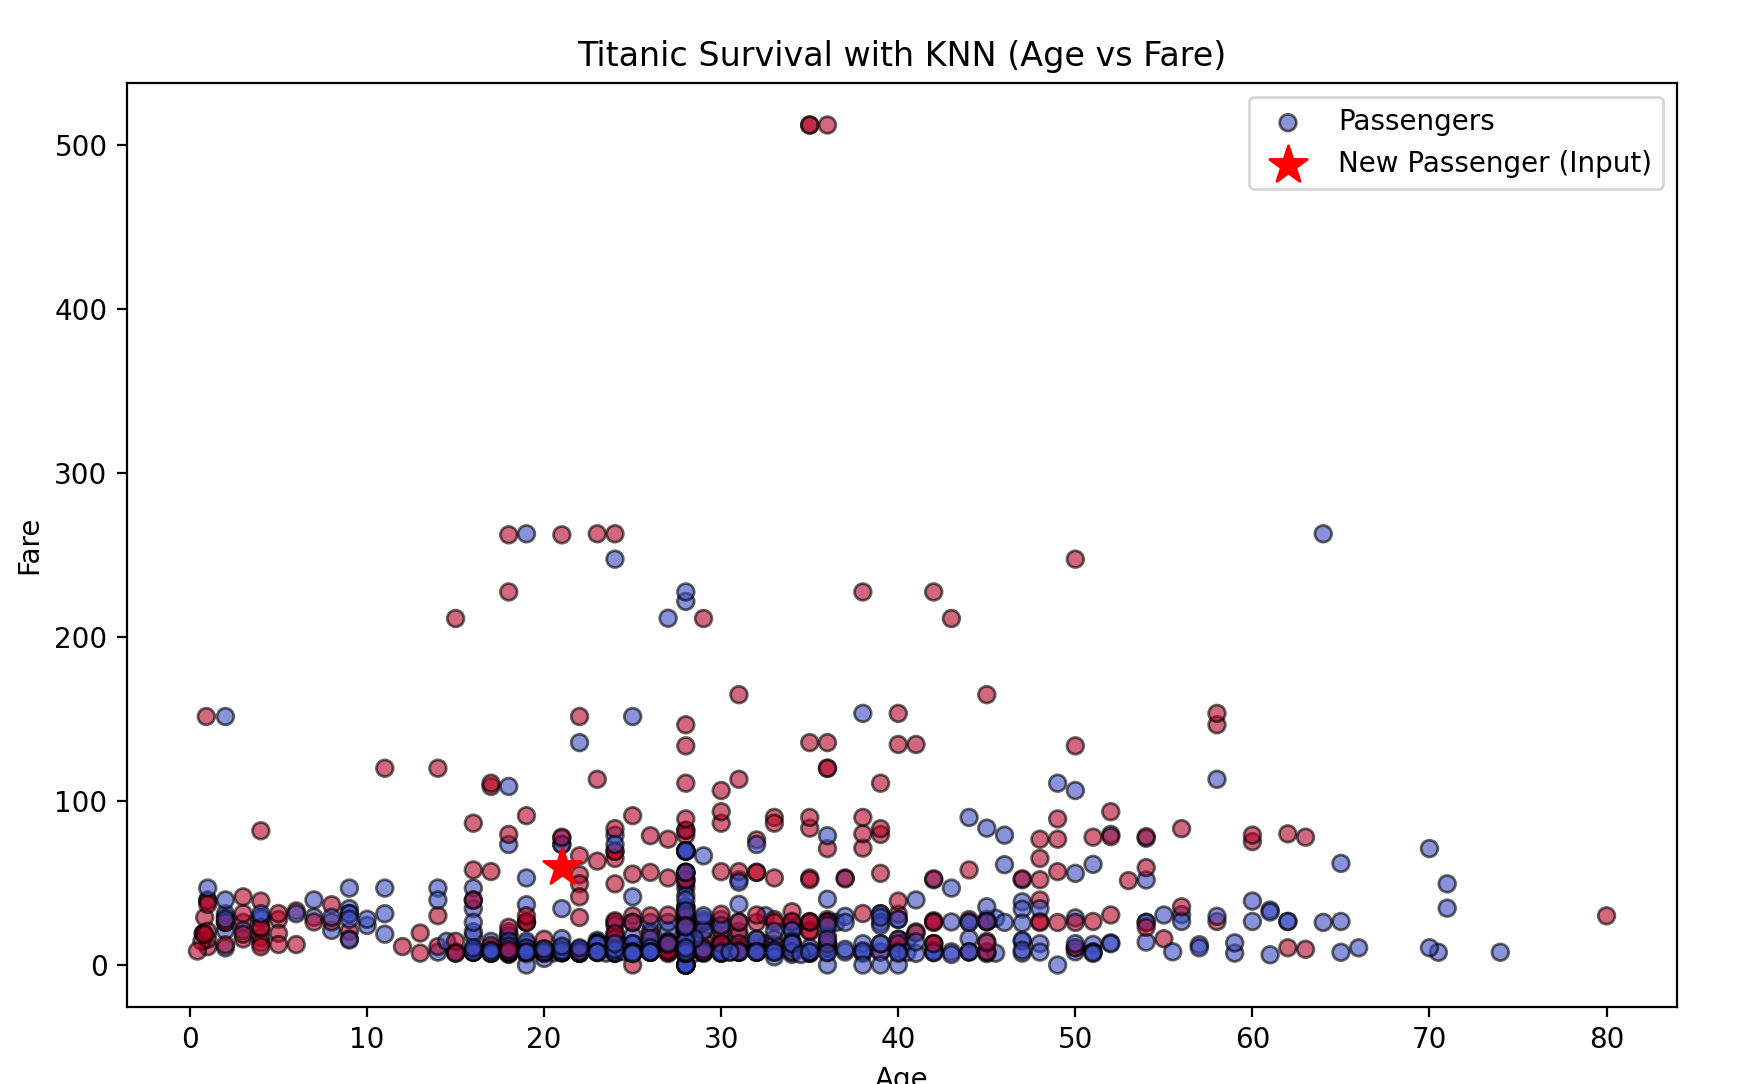 Titanic Survival with KNN (Age vs Fare)
Passengers
New Passenger (Input)
Fare
500
400
300
200
100
0
0 10 20 30 40 50 60 70 80
Age